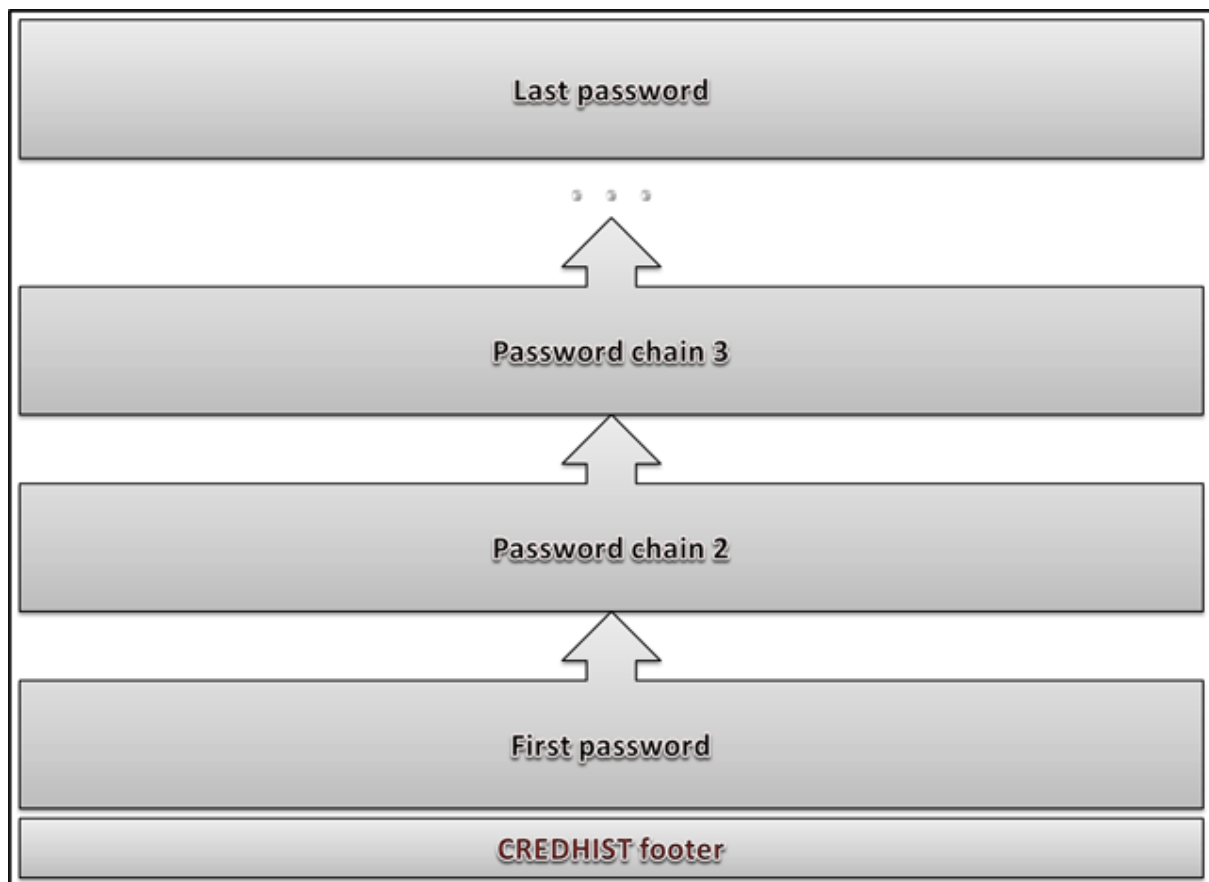 Last password
. . .
Password chain 3
Password chain 2
First password
CREDHIST footer